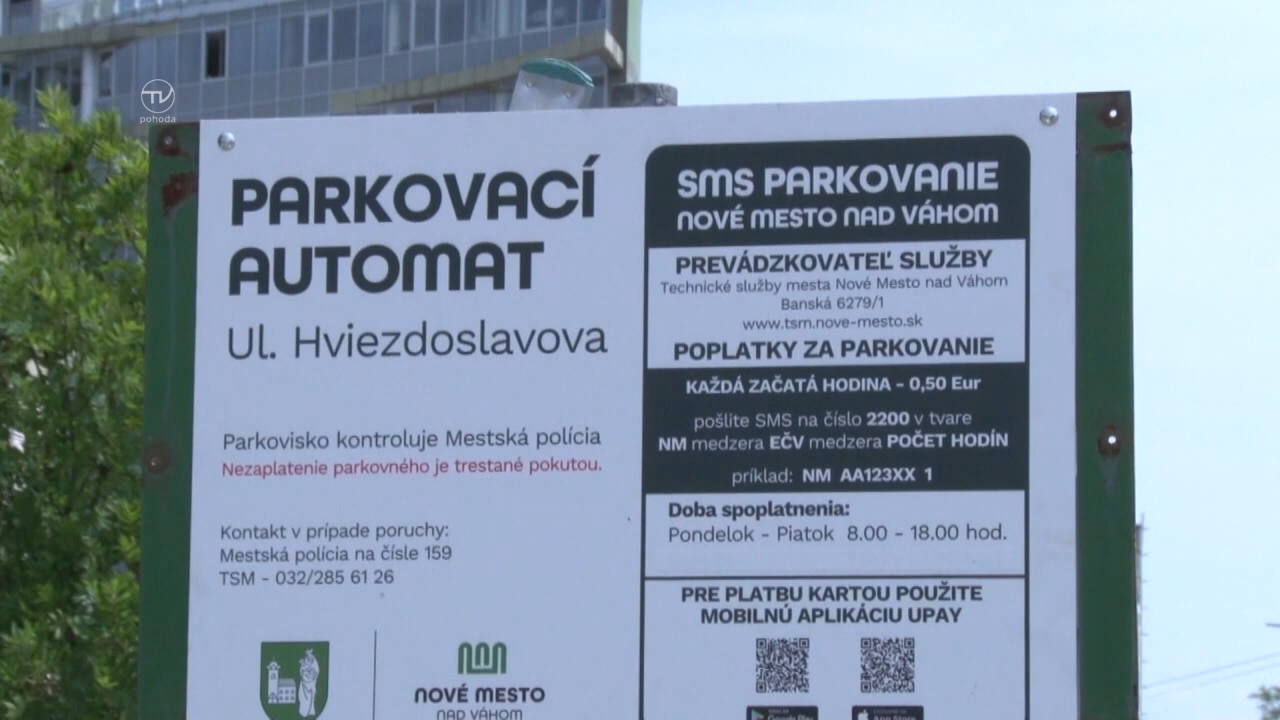 TV
pohoda
PARKOVACÍ
AUTOMAT
Ul. Hviezdoslavova
Parkovisko kontroluje Mestská polícia
Nezaplatenie parkovného je trestané pokutou.
Kontakt v prípade poruchy:
Mestská polícia na čísle 159
TSM - 032/285 61 26
NOVÉ MESTO
NAD VÁHOM
SMS PARKOVANIE
NOVÉ MESTO NAD VÁHOM
PREVÁDZKOVATEĽ SLUŽBY
Technické služby mesta Nové Mesto nad Váhom
Banská 6279/1
www.tsm.nove-mesto.sk
POPLATKY ZA PARKOVANIE
KAŽDÁ ZAČATÁ HODINA - 0,50 Eur
pošlite SMS na číslo 2200 v tvare
NM medzera EČV medzera POČET HODÍN
príklad: NM AA123XX 1
Doba spoplatnenia:
Pondelok - Piatok 8.00 - 18.00 hod.
PRE PLATBU KARTOU POUŽITE
MOBILNÚ APLIKÁCIU UPAY
Google Play
App Store